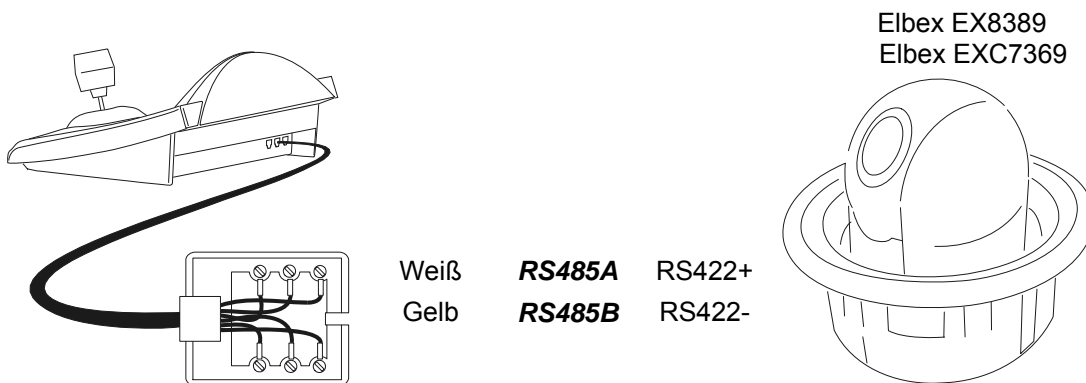 Elbex EX8389
Elbex EXC7369
Weiß RS485A RS422+
Gelb RS485B RS422-